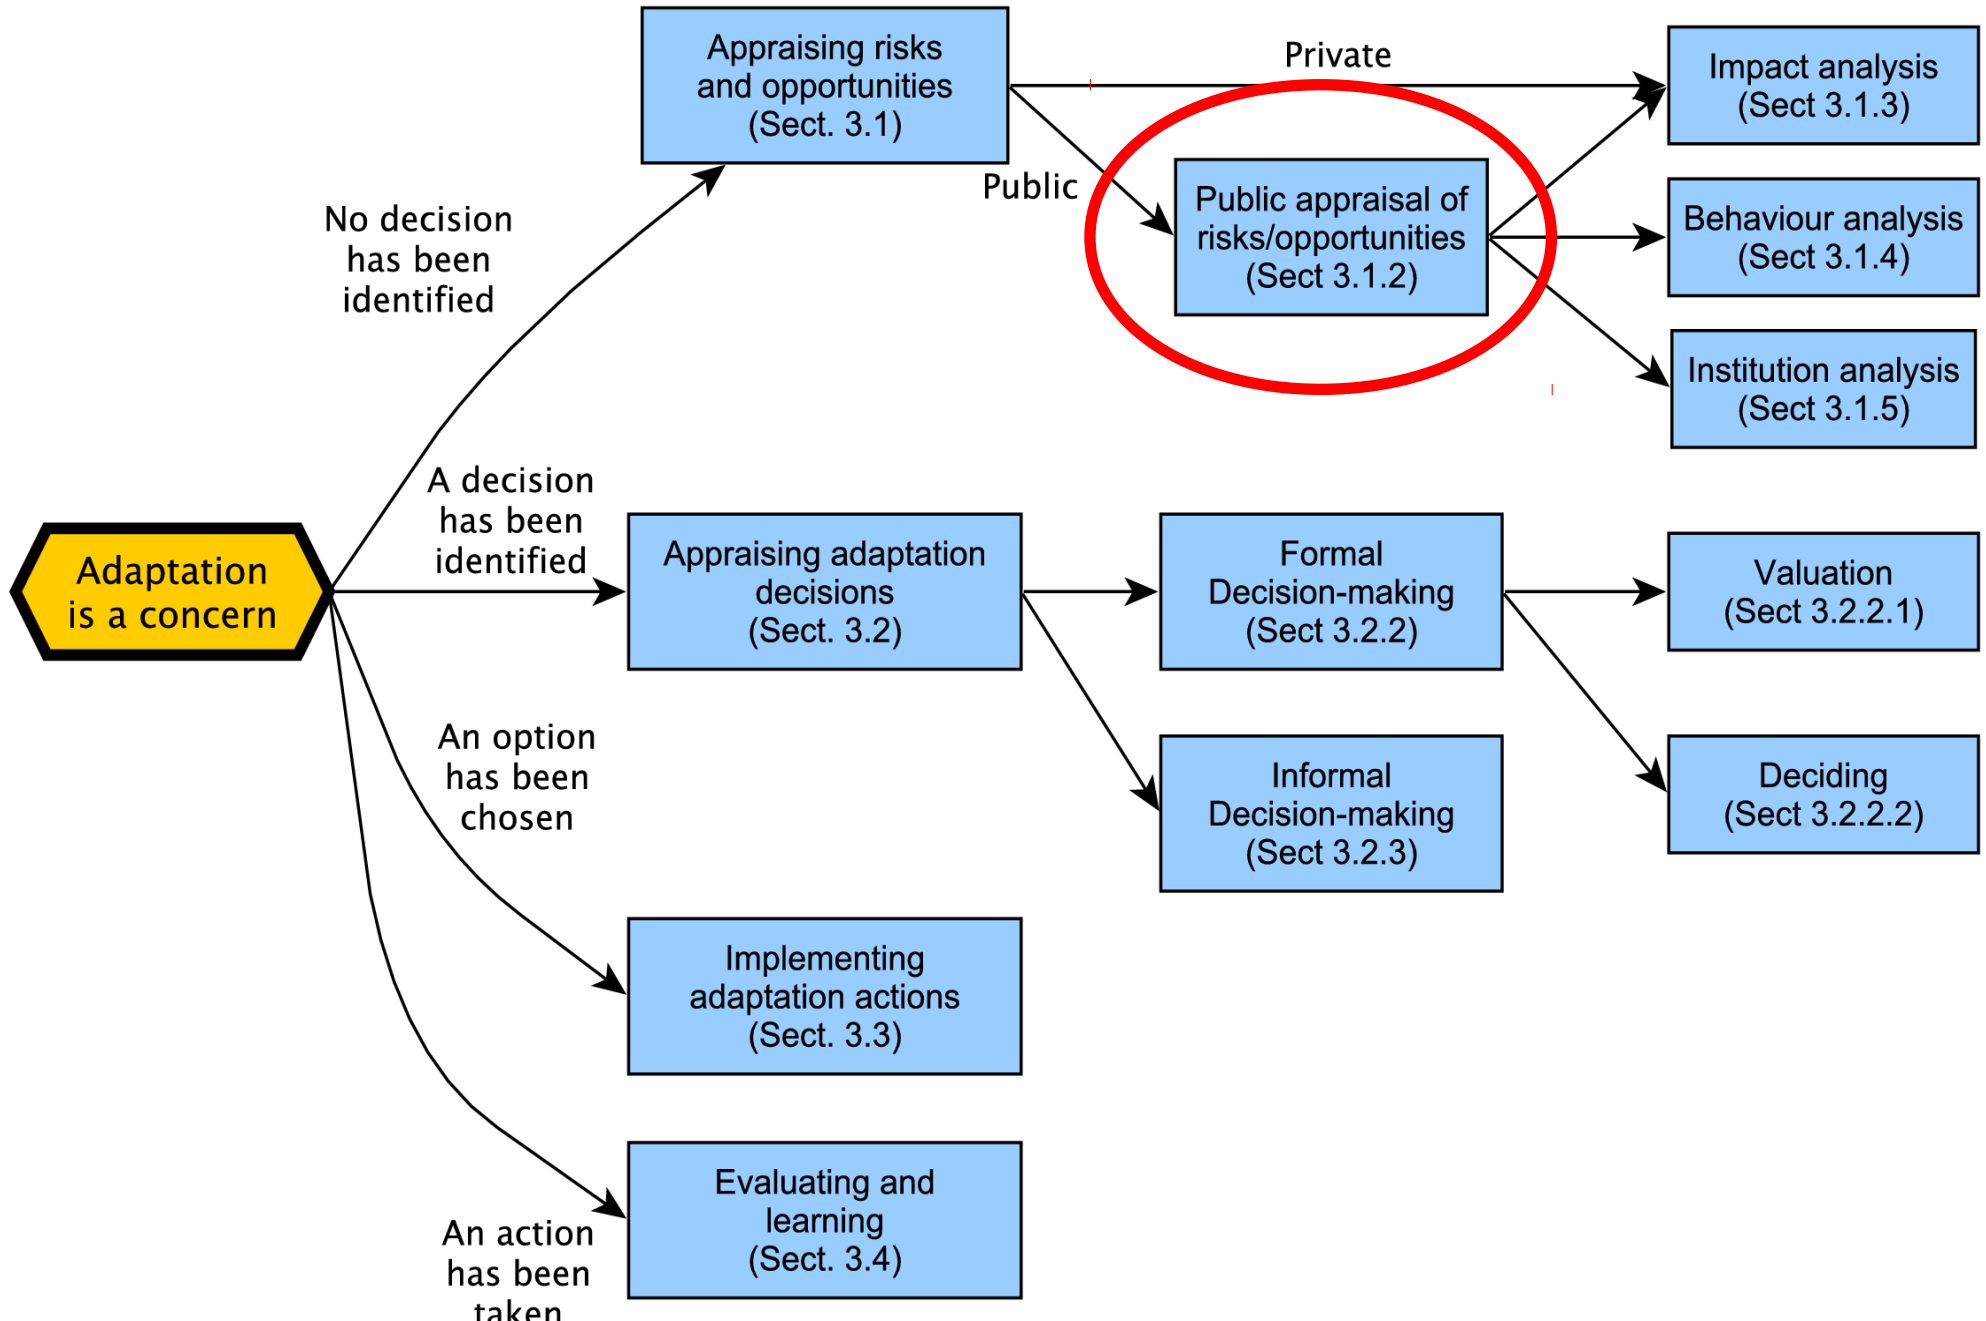 Appraising risks
and opportunities
(Sect. 3.1)
Private
Impact analysis
(Sect 3.1.3)
Public
Public appraisal of
risks/opportunities
(Sect 3.1.2)
Behaviour analysis
(Sect 3.1.4)
Institution analysis
(Sect 3.1.5)
No decision
has been
identified
A decision
has been
identified
Adaptation
is a concern
Appraising adaptation
decisions
(Sect. 3.2)
Formal
Decision-making
(Sect 3.2.2)
Valuation
(Sect 3.2.2.1)
An option
has been
chosen
Informal
Decision-making
(Sect 3.2.3)
Deciding
(Sect 3.2.2.2)
Implementing
adaptation actions
(Sect. 3.3)
Evaluating and
learning
(Sect. 3.4)
An action
has been
taken